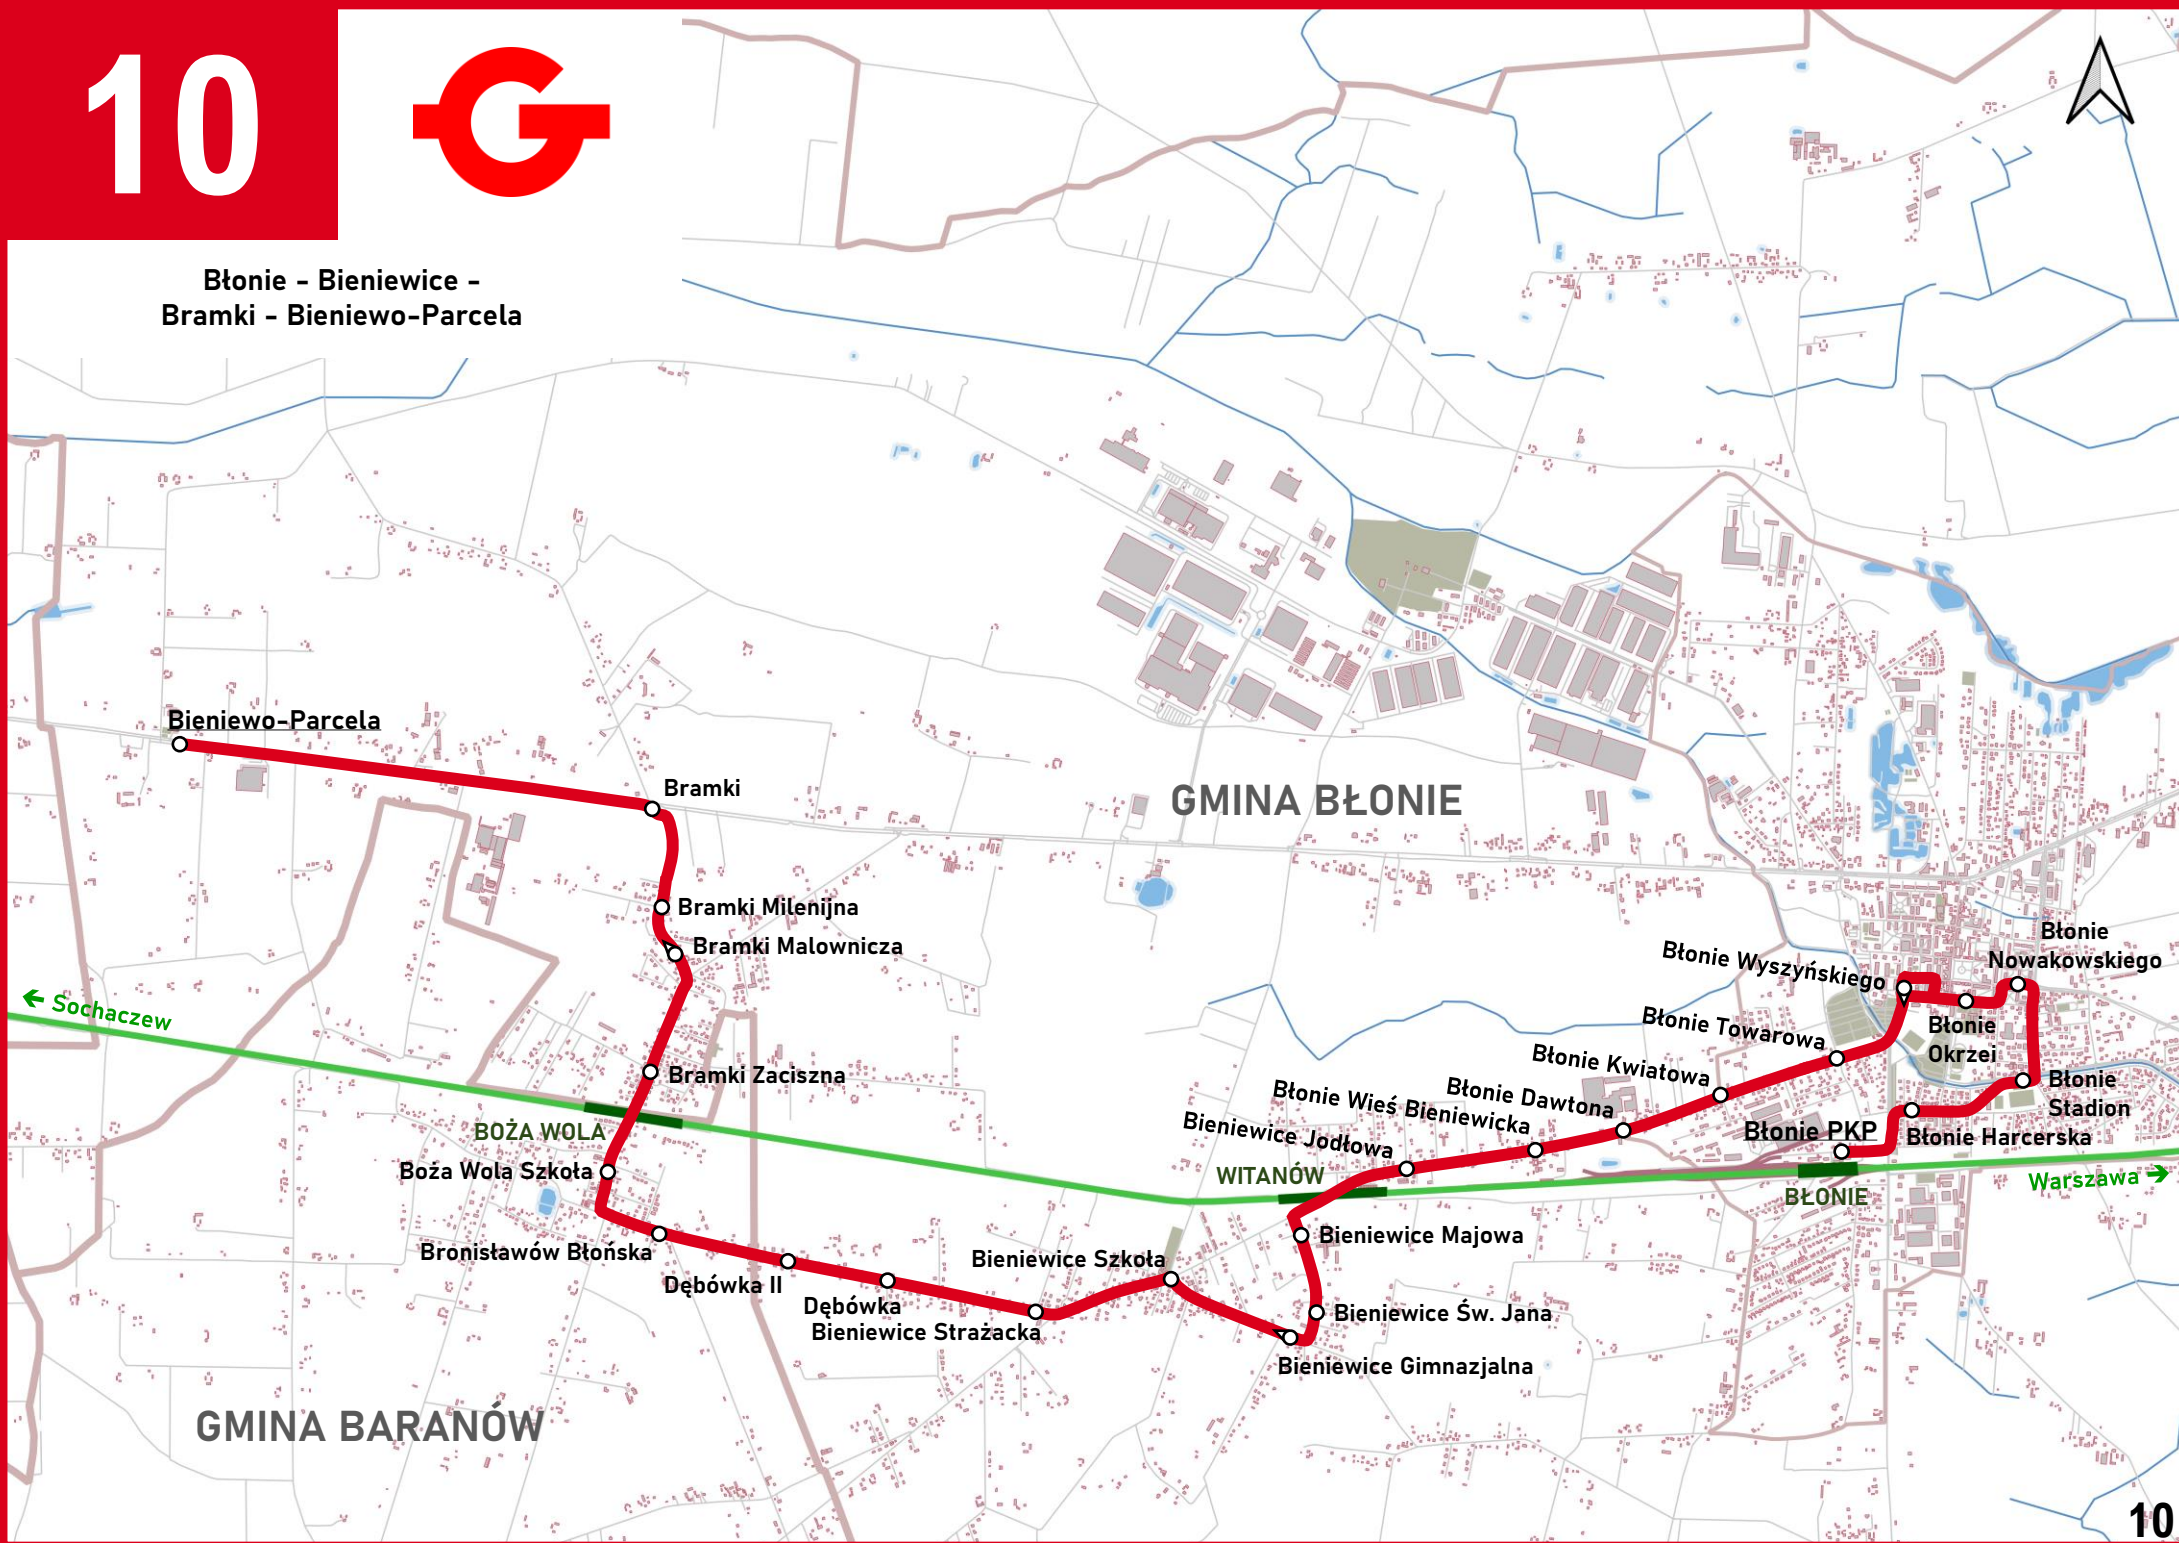 10
G
Błonie - Bieniewice -
Bramki - Bieniewo-Parcela
Bieniewo-Parcela
Bramki
GMINA BŁONIE
Bramki Milenijna
Bramki Malownicza
Błonie
Nowakowskiego
Błonie Wyszyńskiego
← Sochaczew
Błonie Towarowa
Błonie
Okrzei
Błonie Kwiatowa
Bramki Zaciszna
Błonie Dawtona
Błonie
Stadion
Błonie Wieś Bieniewicka
Bieniewice Jodłowa
BOŻA WOLA
Błonie PKP
Błonie Harcerska
Boża Wola Szkoła
WITANÓW
BŁONIE
Warszawa →
Bieniewice Majowa
Bronisławów Błońska
Bieniewice Szkoła
Dębówka II
Dębówka
Bieniewice Strażacka
Bieniewice Św. Jana
Bieniewice Gimnazjalna
GMINA BARANÓW
10